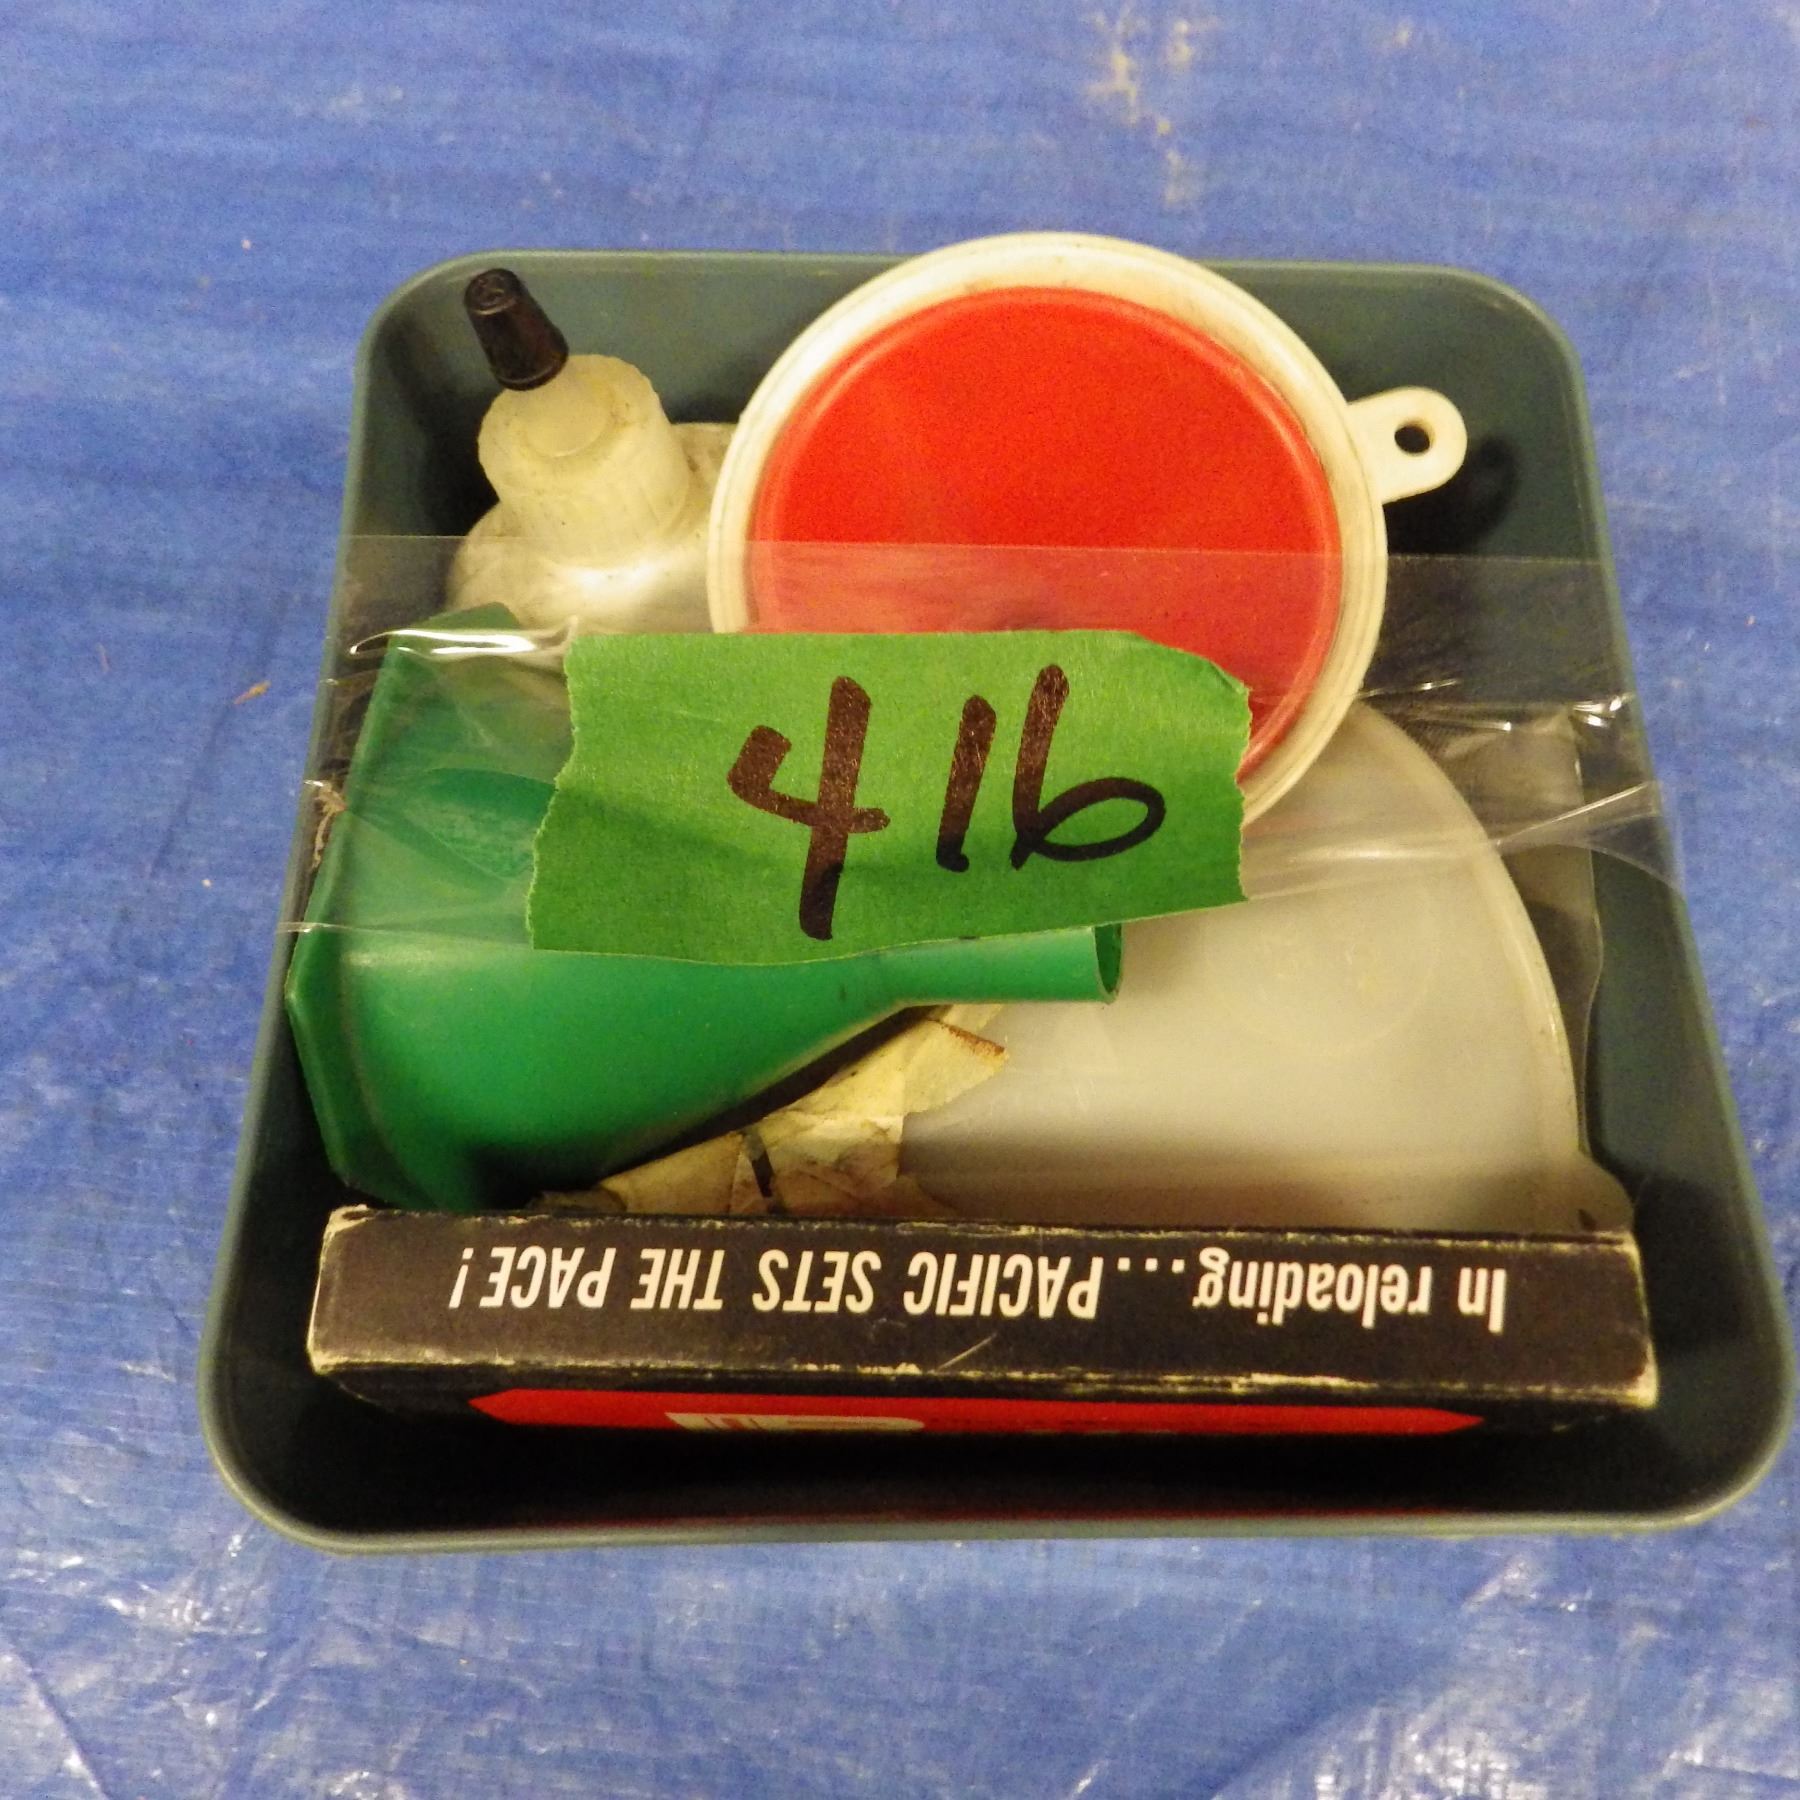 416
In reloading...PACIFIC SETS THE PACE!